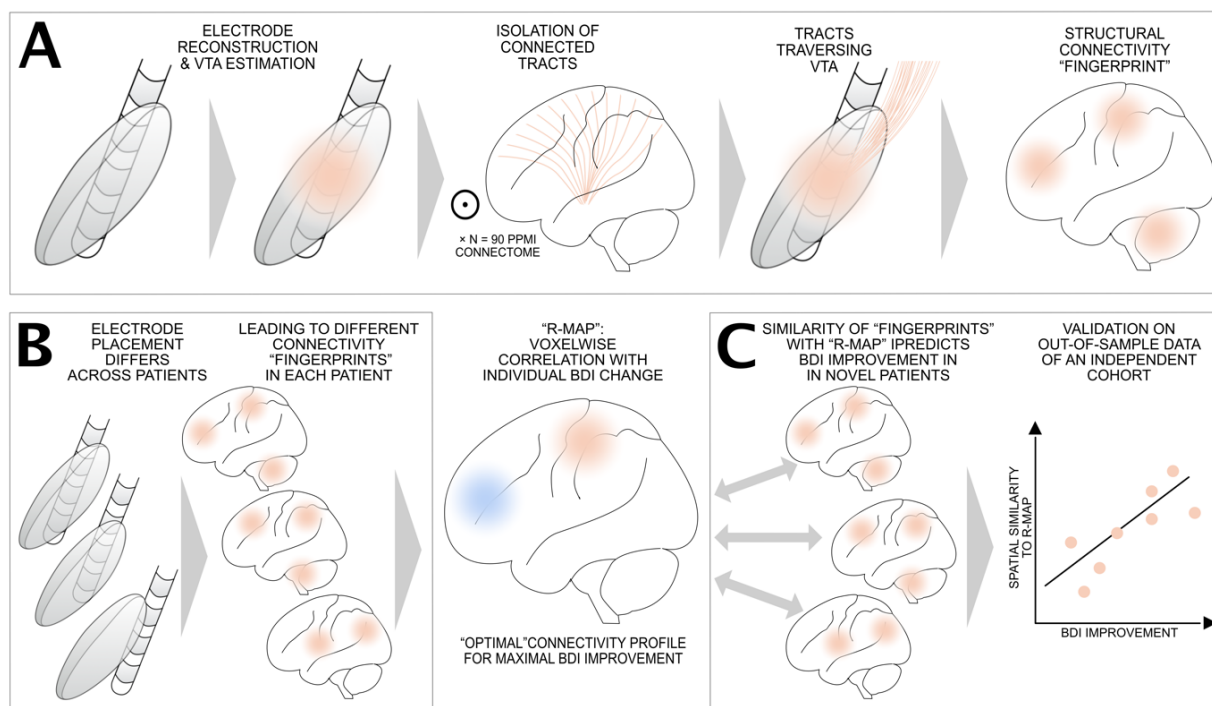 A
ELECTRODE
RECONSTRUCTION
& VTA ESTIMATION
ISOLATION OF
CONNECTED
TRACTS
× N = 90 PPMI
CONNECTOME
TRACTS
TRAVERSING
VTA
STRUCTURAL
CONNECTIVITY
“FINGERPRINT”
B
ELECTRODE
PLACEMENT
DIFFERS
ACROSS PATIENTS
LEADING TO DIFFERENT
CONNECTIVITY
“FINGERPRINTS”
IN EACH PATIENT
“R-MAP”:
VOXELWISE
CORRELATION WITH
INDIVIDUAL BDI CHANGE
“OPTIMAL”CONNECTIVITY PROFILE
FOR MAXIMAL BDI IMPROVEMENT
C
SIMILARITY OF “FINGERPRINTS”
WITH “R-MAP” IPREDICTS
BDI IMPROVEMENT IN
IN NOVEL PATIENTS
VALIDATION ON
OUT-OF-SAMPLE DATA
OF AN INDEPENDENT
COHORT
SPATIAL SIMILARITY
TO R-MAP
BDI IMPROVEMENT